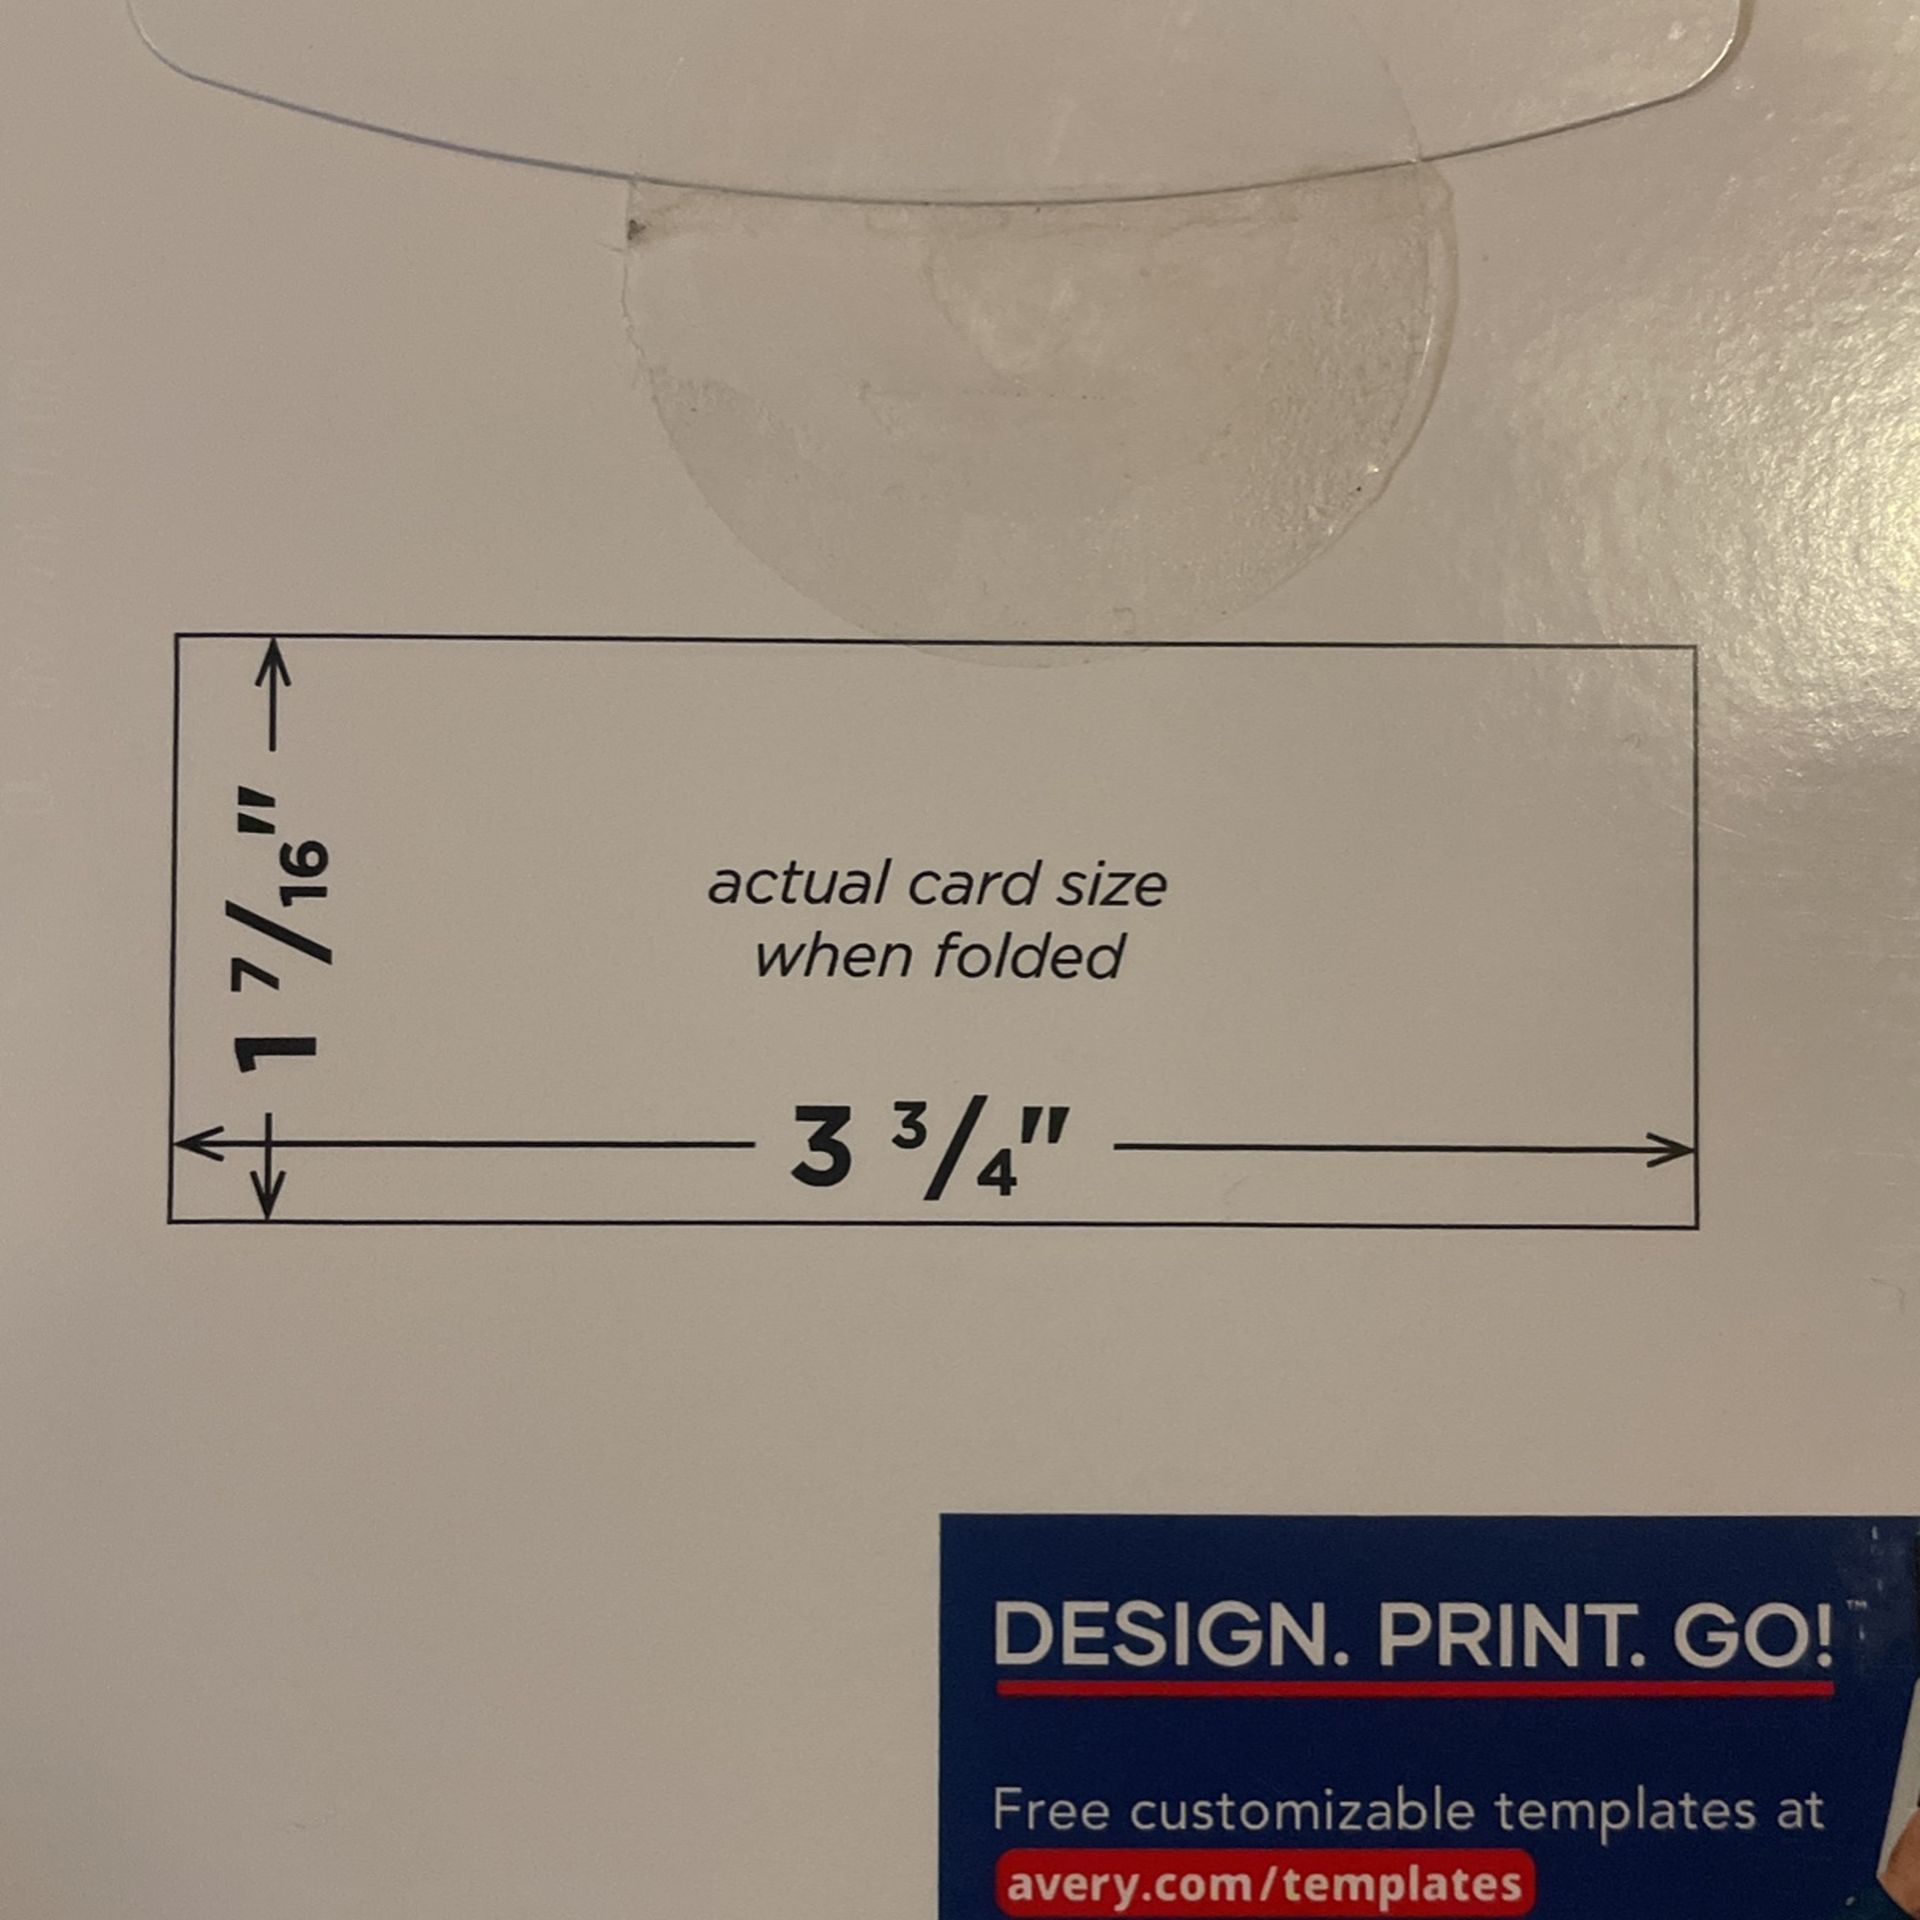 1 7/16"
actual card size
when folded
3 3/4"
DESIGN. PRINT. GO!™
Free customizable templates at
avery.com/templates